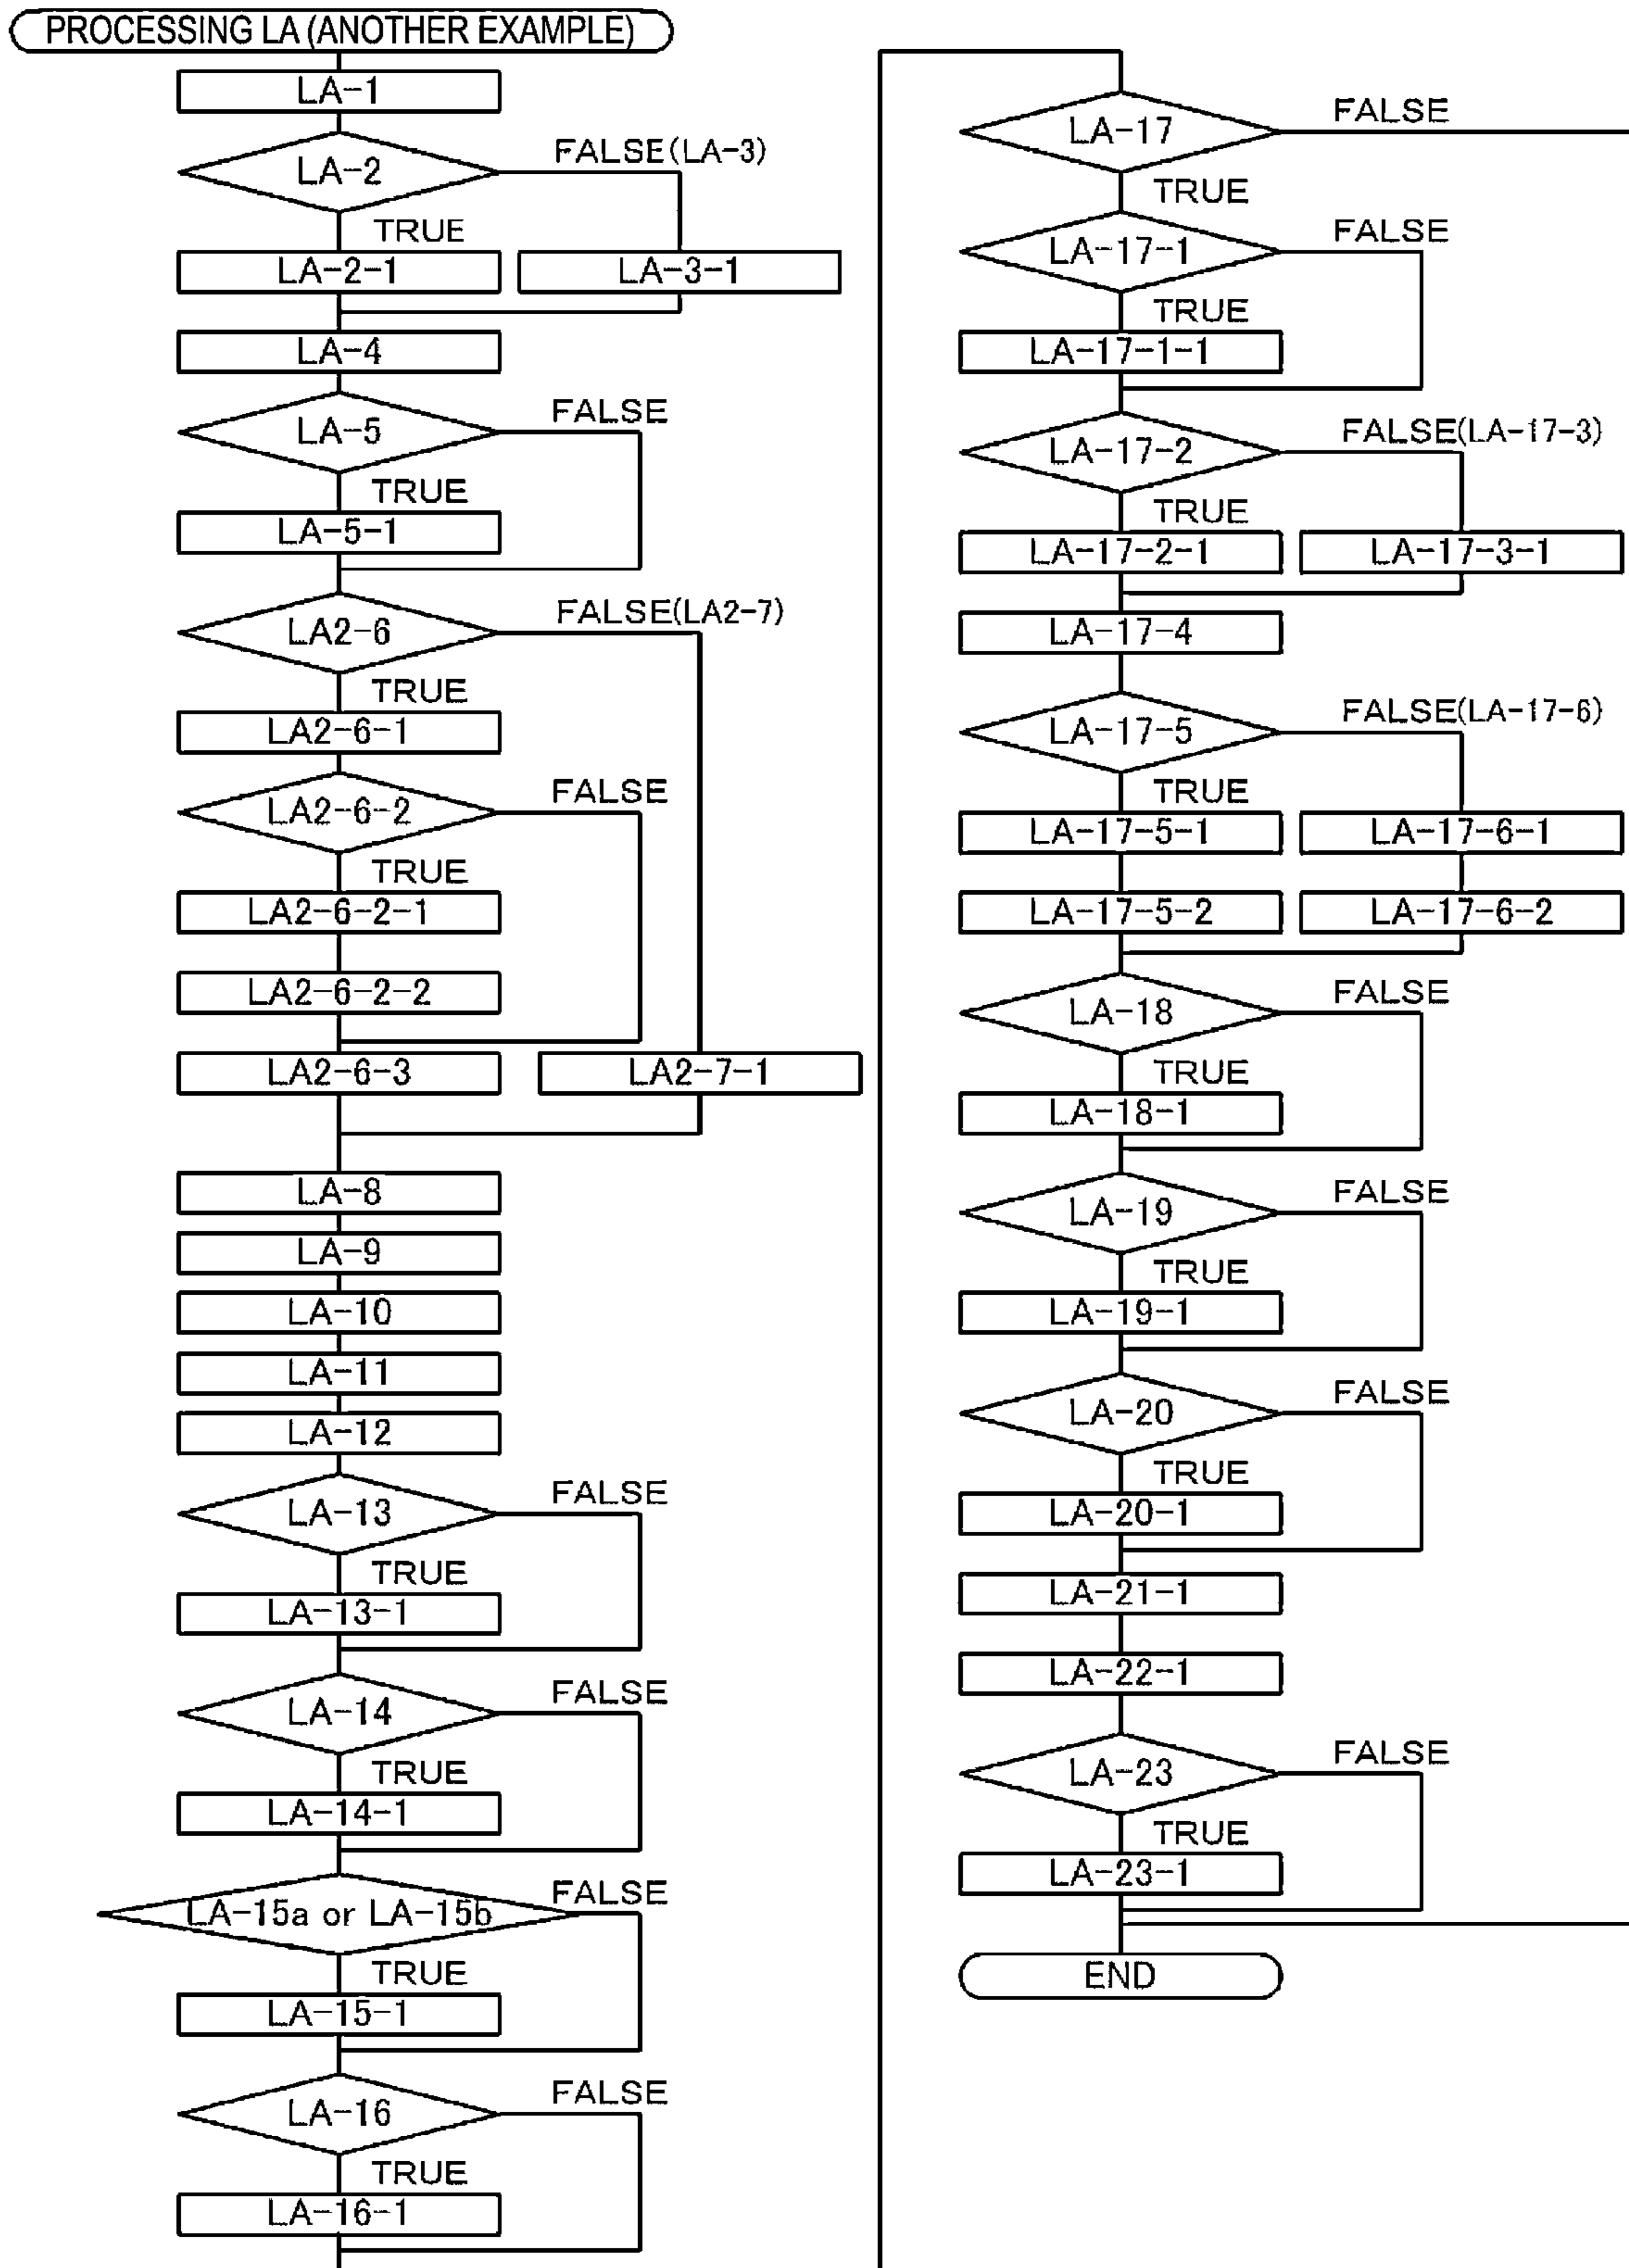 PROCESSING LA (ANOTHER EXAMPLE)
LA-1
LA-2
FALSE(LA-3)
TRUE
LA-2-1
LA-3-1
LA-4
LA-5
FALSE
TRUE
LA-5-1
LA2-6
FALSE(LA2-7)
TRUE
LA2-6-1
LA2-6-2
FALSE
TRUE
LA2-6-2-1
LA2-6-2-2
LA2-6-3
LA2-7-1
LA-8
LA-9
LA-10
LA-11
LA-12
LA-13
FALSE
TRUE
LA-13-1
LA-14
FALSE
TRUE
LA-14-1
LA-15a or LA-15b
FALSE
TRUE
LA-15-1
LA-16
FALSE
TRUE
LA-16-1
LA-17
FALSE
TRUE
LA-17-1
FALSE
TRUE
LA-17-1-1
LA-17-2
FALSE(LA-17-3)
TRUE
LA-17-2-1
LA-17-3-1
LA-17-4
LA-17-5
FALSE(LA-17-6)
TRUE
LA-17-5-1
LA-17-6-1
LA-17-5-2
LA-17-6-2
LA-18
FALSE
TRUE
LA-18-1
LA-19
FALSE
TRUE
LA-19-1
LA-20
FALSE
TRUE
LA-20-1
LA-21-1
LA-22-1
LA-23
FALSE
TRUE
LA-23-1
END